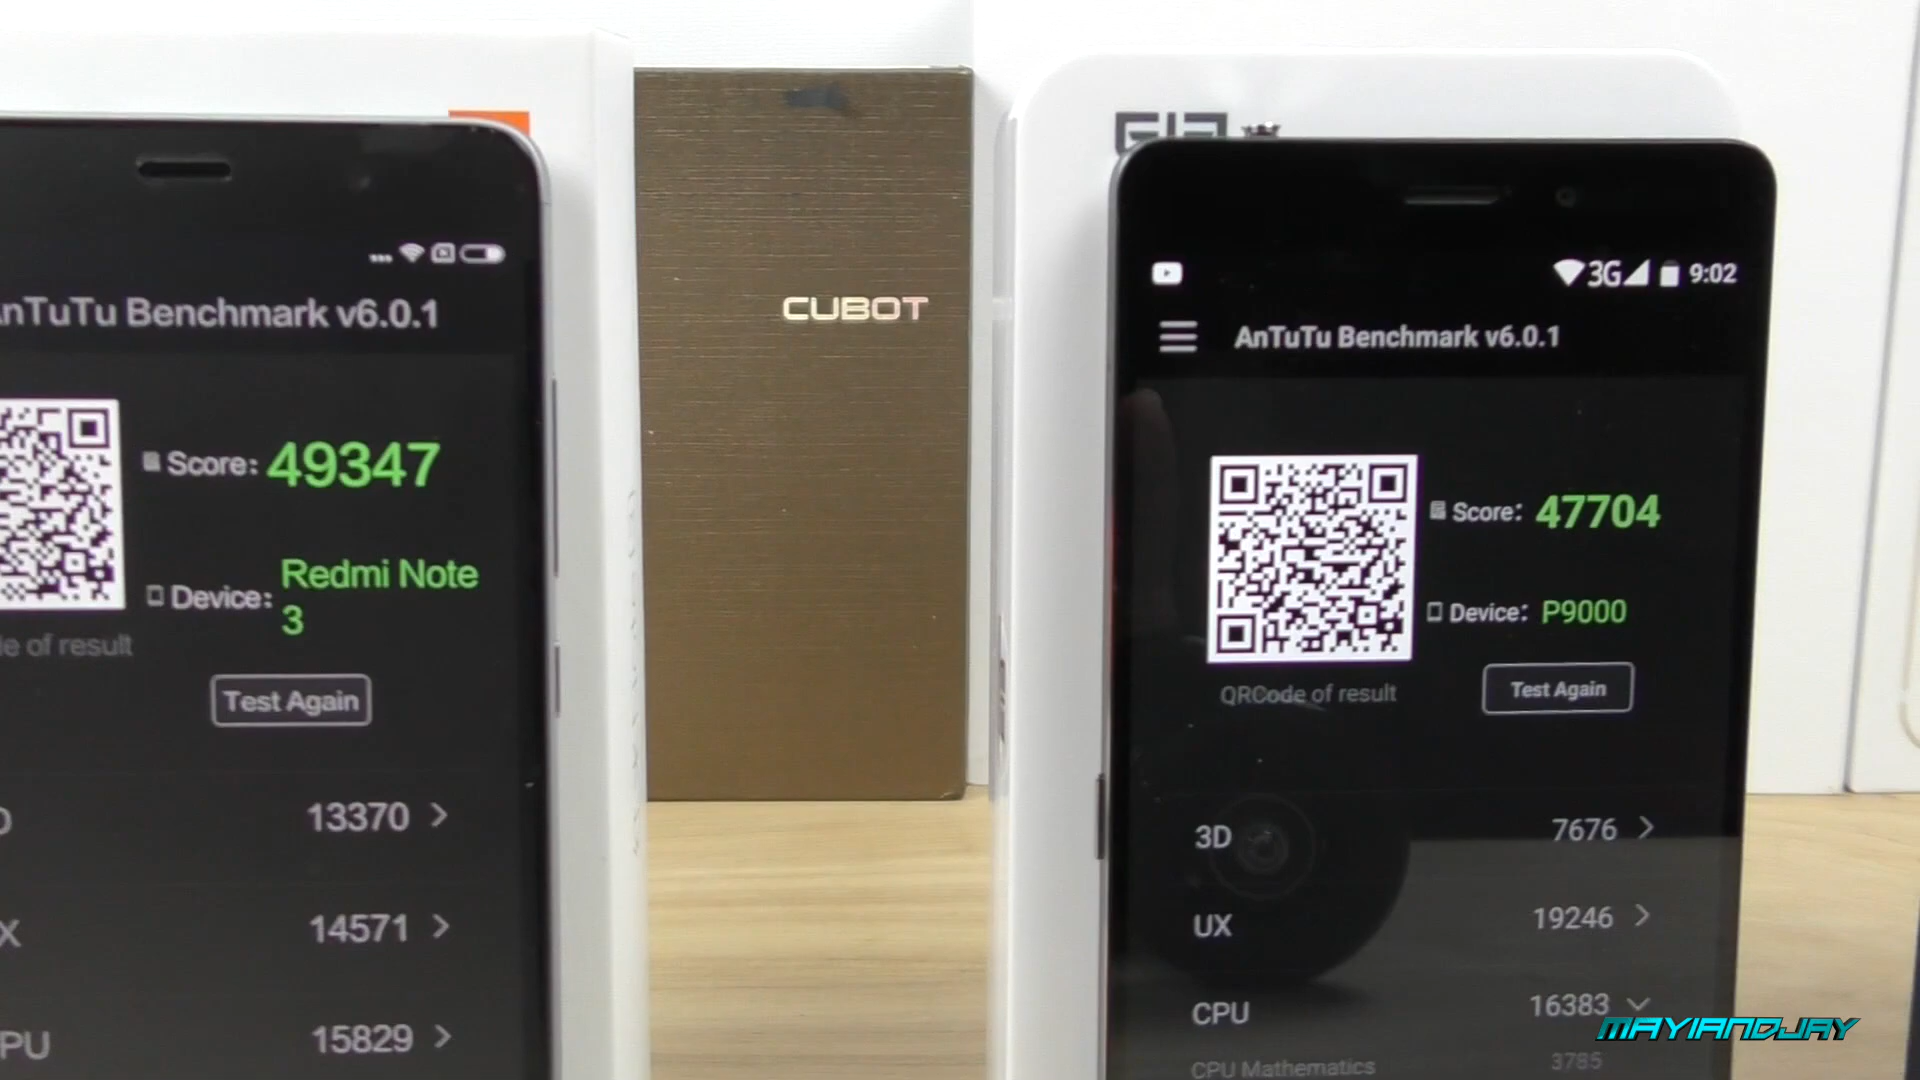 AnTuTu Benchmark v6.0.1
Score: 49347
Device: Redmi Note
3
of result
Test Again
13370
14571
15829
CUBOT
3G 9:02
AnTuTu Benchmark v6.0.1
Score: 47704
Device: P9000
QRCode of result
Test Again
3D 7676
UX 19246
CPU 16383
CPU Mathematics 3785
MAYIANDJAY